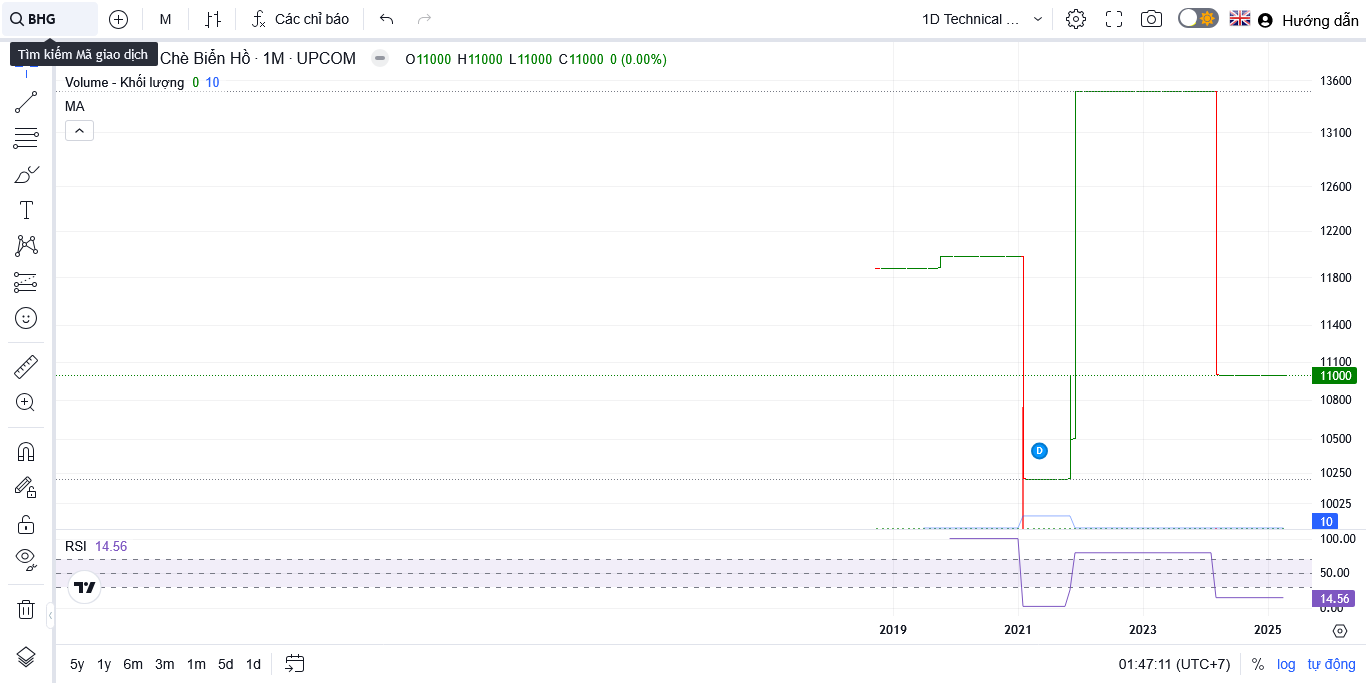 BHG
M
Các chỉ báo
1D Technical ...
Hướng dẫn
Tìm kiếm Mã giao dịch
Chè Biển Hồ · 1M · UPCOM
O11000 H11000 L11000 C11000 0 (0.00%)
Volume - Khối lượng 0 10
MA
13600
13100
12600
12200
11800
11400
11100
11000
10800
10500
D
10250
10025
10
RSI 14.56
100.00
50.00
14.56
0.00
2019 2021 2023 2025
5y 1y 6m 3m 1m 5d 1d
01:47:11 (UTC+7) % log tự động